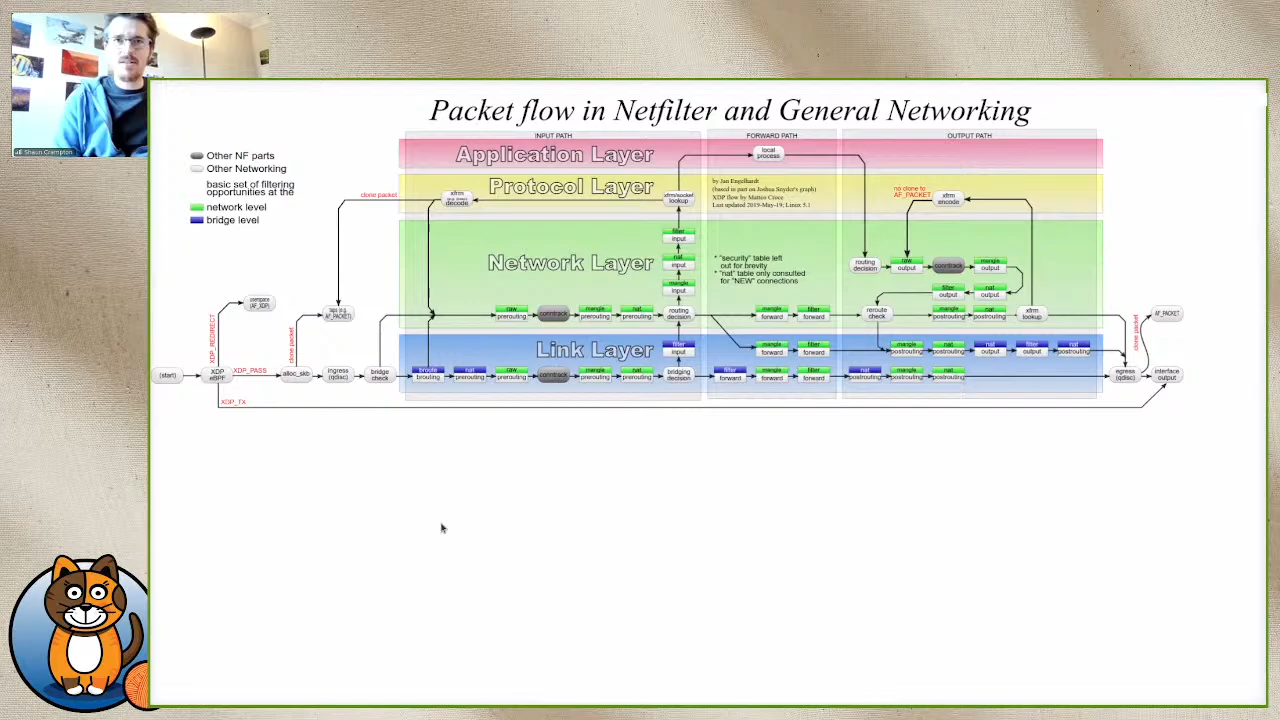 Shaun Crampton
Packet flow in Netfilter and General Networking
INPUT PATH
FORWARD PATH
OUTPUT PATH
Other NF parts
Other Networking
basic set of filtering
opportunities at the
network level
bridge level
Application Layer
local
process
Protocol Layer
clone packet
xfrm
decode
xfrm/socket
lookup
by Jan Engelhardt
(based in part on Joshua Snyder's graph)
XDP flow by Matteo Croce
Last updated 2019-May-19; Linux 5.1
no clone to
AF_PACKET
xfrm
encode
Network Layer
filter
input
nat
input
mangle
input
* "security" table left
out for brevity
* "nat" table only consulted
for "NEW" connections
routing
decision
raw
output
conntrack
mangle
output
filter
output
nat
output
userspace
(AF_XDP)
taps (e.g.
AF_PACKET)
raw
prerouting
conntrack
mangle
prerouting
nat
prerouting
routing
decision
mangle
forward
filter
forward
reroute
check
mangle
postrouting
nat
postrouting
xfrm
lookup
AF_PACKET
XDP_REDIRECT
clone packet
clone packet
Link Layer
filter
input
mangle
forward
filter
forward
mangle
postrouting
nat
postrouting
nat
output
filter
output
nat
postrouting
(start)
XDP
eBPF
XDP_PASS
alloc_skb
ingress
(qdisc)
bridge
check
broute
brouting
nat
prerouting
raw
prerouting
conntrack
mangle
prerouting
nat
prerouting
bridging
decision
filter
forward
mangle
forward
filter
forward
nat
postrouting
mangle
postrouting
nat
postrouting
egress
(qdisc)
interface
output
XDP_TX